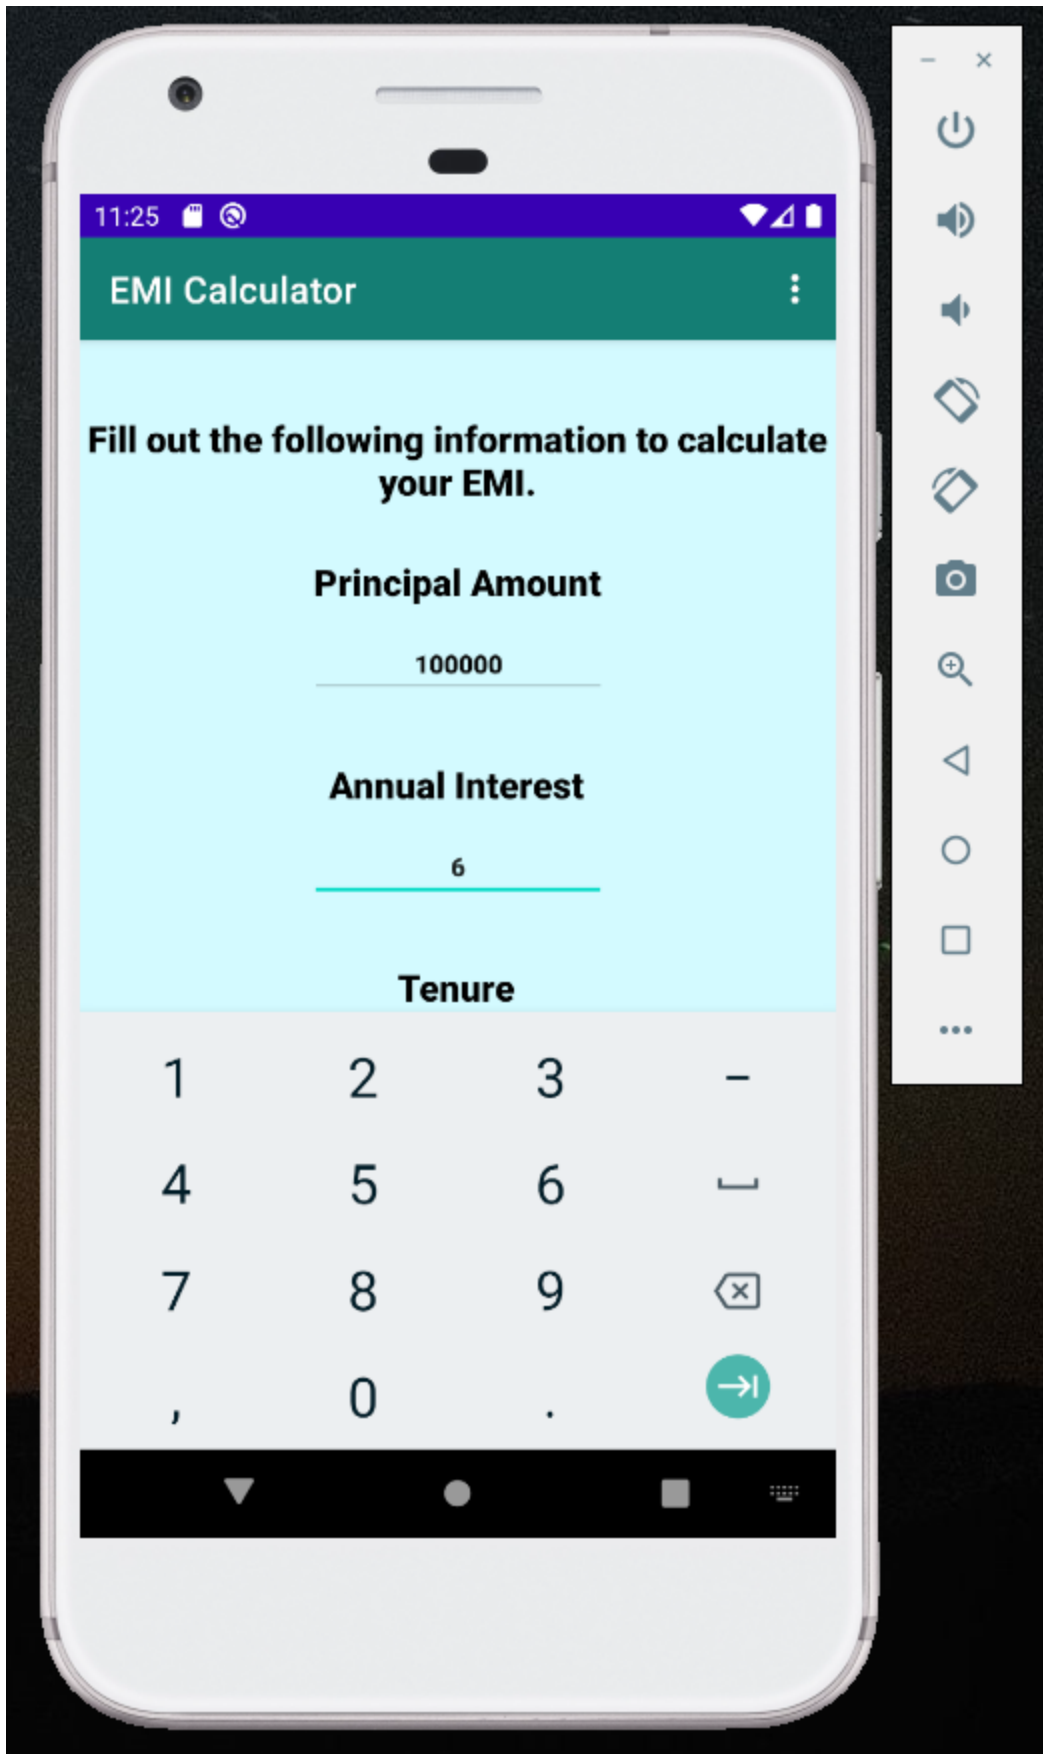 11:25
EMI Calculator
Fill out the following information to calculate
your EMI.
Principal Amount
100000
Annual Interest
6
Tenure
1 2 3 –
4 5 6
7 8 9
, 0 .